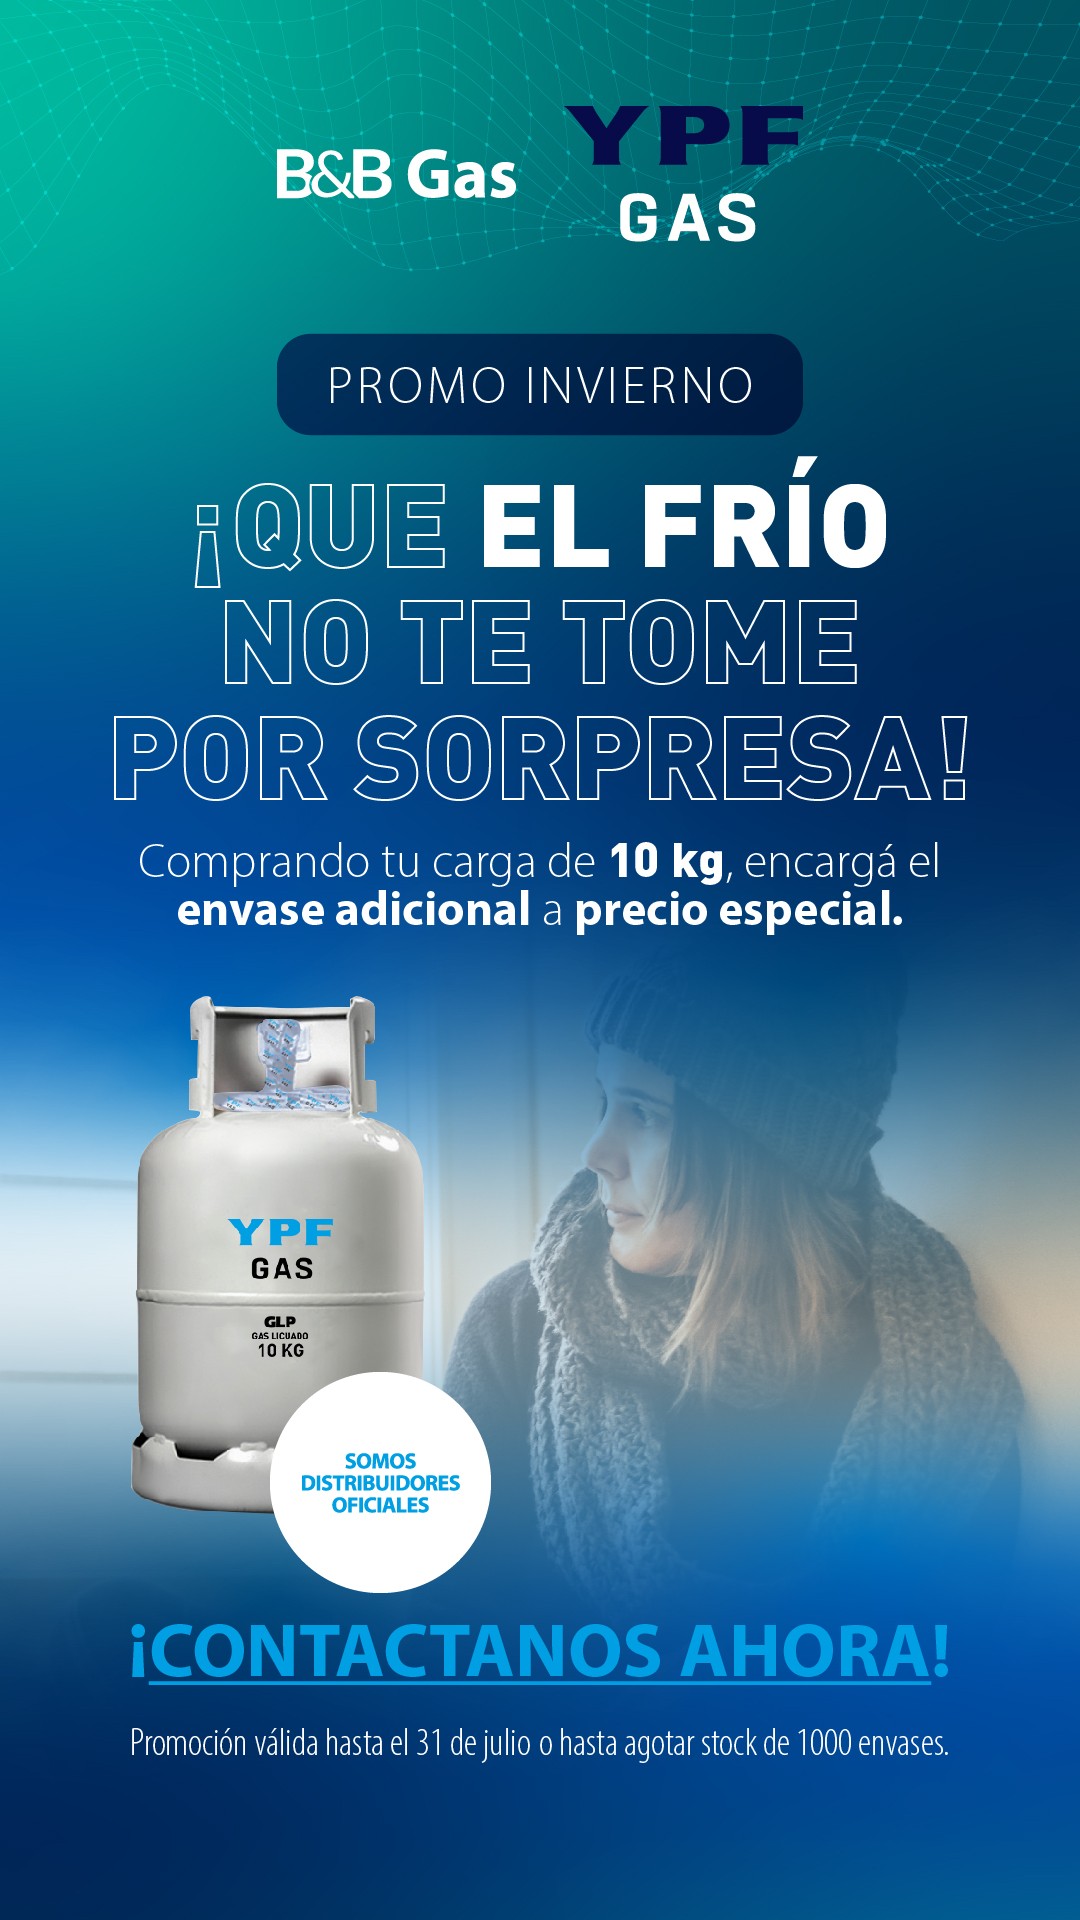 B&B Gas
YPF
GAS
PROMO INVIERNO
¡QUE EL FRÍO
NO TE TOME
POR SORPRESA!
Comprando tu carga de 10 kg, encargá el
envase adicional a precio especial.
YPF
GAS
GLP
GAS LICUADO
10 KG
SOMOS
DISTRIBUIDORES
OFICIALES
¡CONTACTANOS AHORA!
Promoción válida hasta el 31 de julio o hasta agotar stock de 1000 envases.